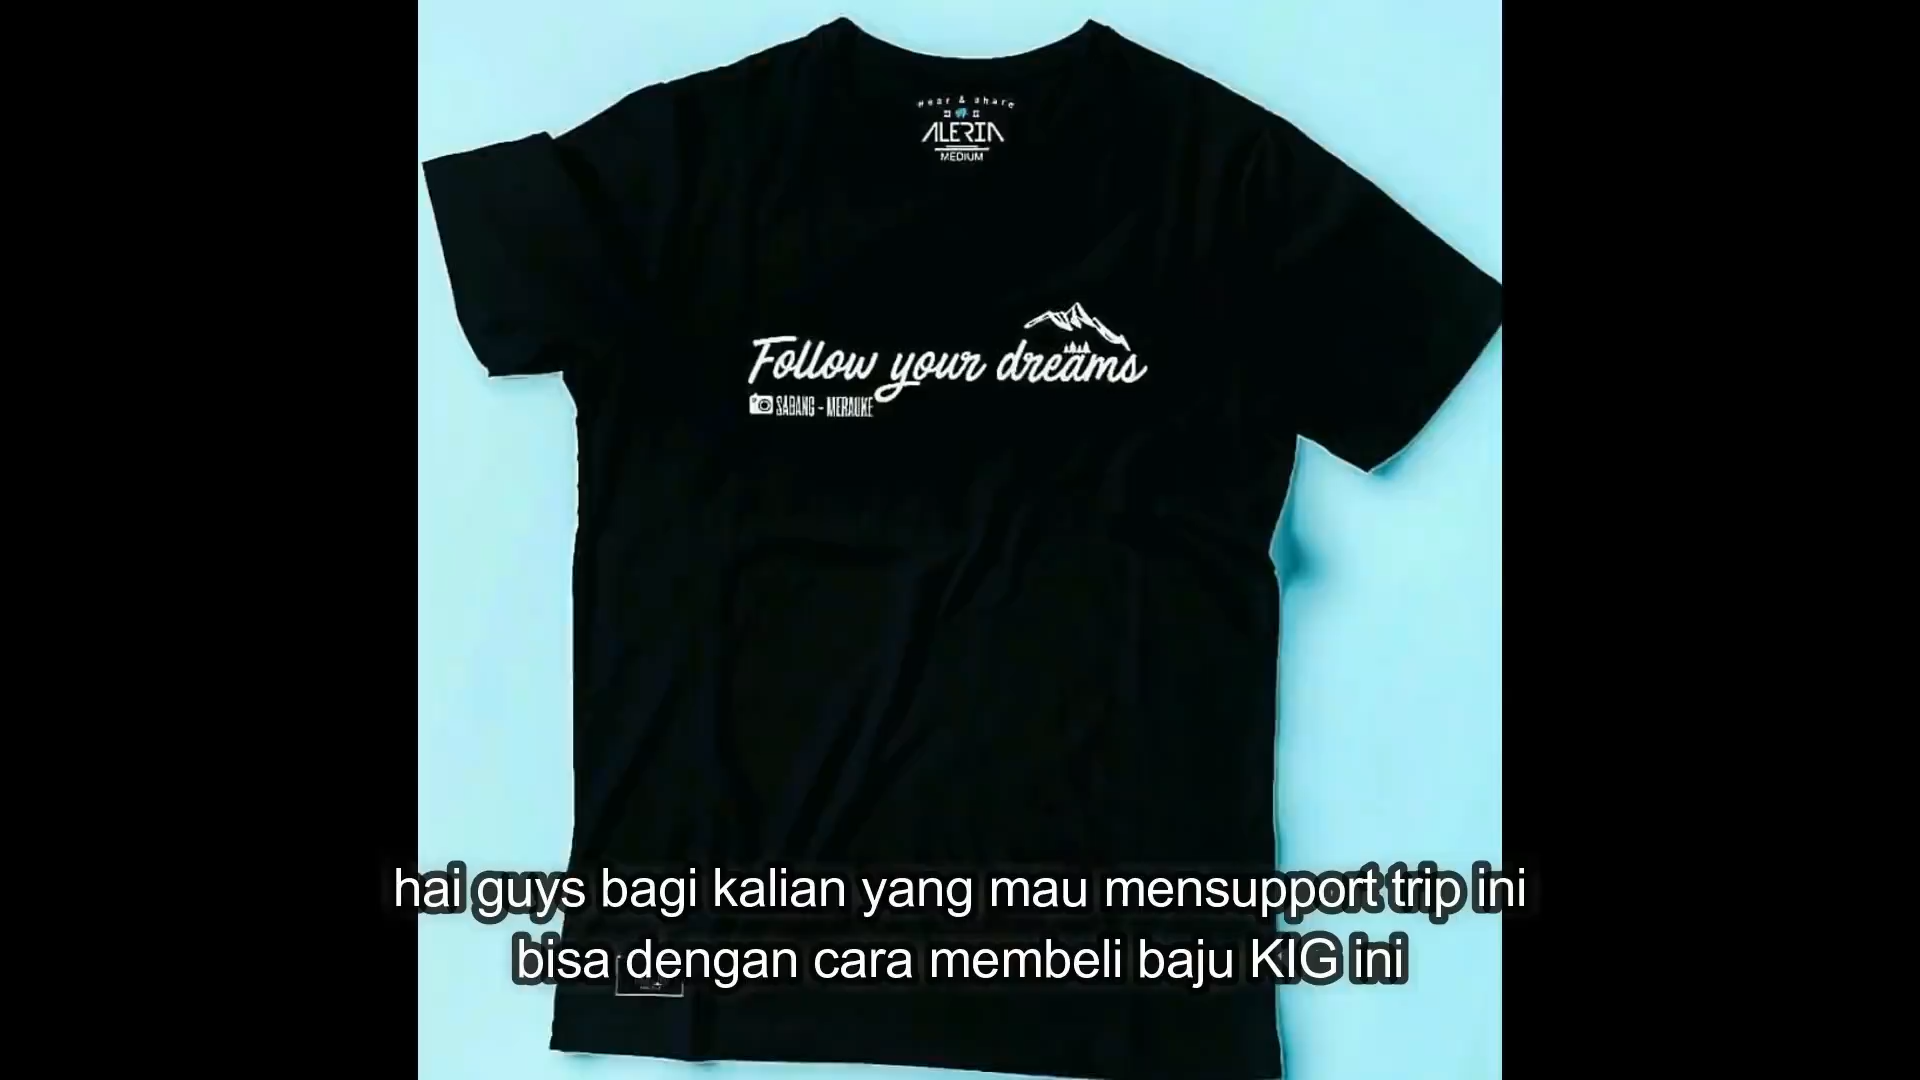 wear & share
ALERIA
MEDIUM
Follow your dreams
SABANG - MERAUKE
hai guys bagi kalian yang mau mensupport trip ini
bisa dengan cara membeli baju KIG ini